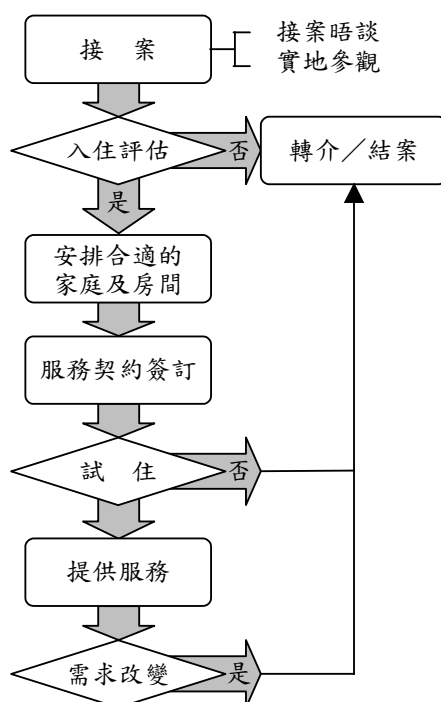 接　案
接案晤談
實地參觀
入住評估
否
轉介／結案
是
安排合適的
家庭及房間
服務契約簽訂
試　住
否
提供服務
需求改變
是